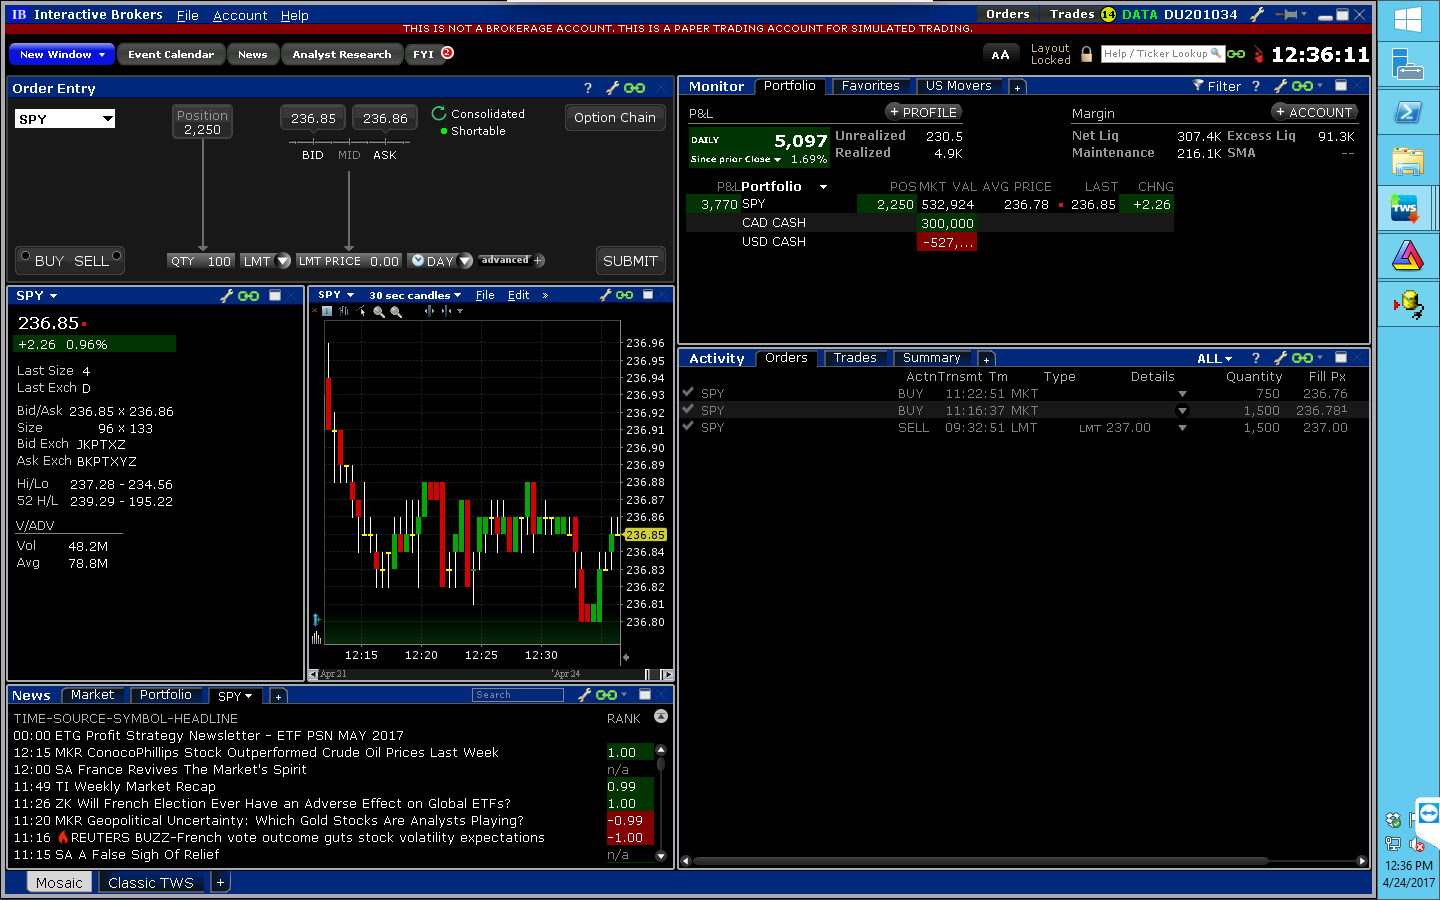 IB Interactive Brokers File Account Help
Orders Trades 14 DATA DU201034
THIS IS NOT A BROKERAGE ACCOUNT. THIS IS A PAPER TRADING ACCOUNT FOR SIMULATED TRADING.
New Window Event Calendar News Analyst Research FYI 2
AA Layout Locked Help / Ticker Lookup 12:36:11
Order Entry ?
SPY
Position
2,250
236.85 236.86
BID MID ASK
Consolidated
Shortable
Option Chain
BUY SELL QTY 100 LMT LMT PRICE 0.00 DAY advanced + SUBMIT
SPY
236.85
+2.26 0.96%
Last Size 4
Last Exch D
Bid/Ask 236.85 x 236.86
Size 96 x 133
Bid Exch JKPTXZ
Ask Exch BKPTXYZ
Hi/Lo 237.28 - 234.56
52 H/L 239.29 - 195.22
V/ADV
Vol 48.2M
Avg 78.8M
SPY 30 sec candles File Edit »
236.96
236.95
236.94
236.93
236.92
236.91
236.90
236.89
236.88
236.87
236.86
236.85
236.84
236.83
236.82
236.81
236.80
12:15 12:20 12:25 12:30
Apr 21 Apr 24
News Market Portfolio SPY + Search
TIME-SOURCE-SYMBOL-HEADLINE RANK
00:00 ETG Profit Strategy Newsletter - ETF PSN MAY 2017
12:15 MKR ConocoPhillips Stock Outperformed Crude Oil Prices Last Week 1.00
12:00 SA France Revives The Market's Spirit n/a
11:49 TI Weekly Market Recap 0.99
11:26 ZK Will French Election Ever Have an Adverse Effect on Global ETFs? 1.00
11:20 MKR Geopolitical Uncertainty: Which Gold Stocks Are Analysts Playing? -0.99
11:16 REUTERS BUZZ-French vote outcome guts stock volatility expectations -1.00
11:15 SA A False Sigh Of Relief n/a
Mosaic Classic TWS +
Monitor Portfolio Favorites US Movers + Filter ?
P&L + PROFILE Margin + ACCOUNT
DAILY 5,097
Since prior Close 1.69%
Unrealized 230.5
Realized 4.9K
Net Liq 307.4K Excess Liq 91.3K
Maintenance 216.1K SMA --
P&L Portfolio POS MKT VAL AVG PRICE LAST CHNG
3,770 SPY 2,250 532,924 236.78 236.85 +2.26
CAD CASH 300,000
USD CASH -527,...
Activity Orders Trades Summary + ALL ?
Actn Trnsmt Tm Type Details Quantity Fill Px
SPY BUY 11:22:51 MKT 750 236.76
SPY BUY 11:16:37 MKT 1,500 236.78¹
SPY SELL 09:32:51 LMT LMT 237.00 1,500 237.00
TWS
12:36 PM
4/24/2017